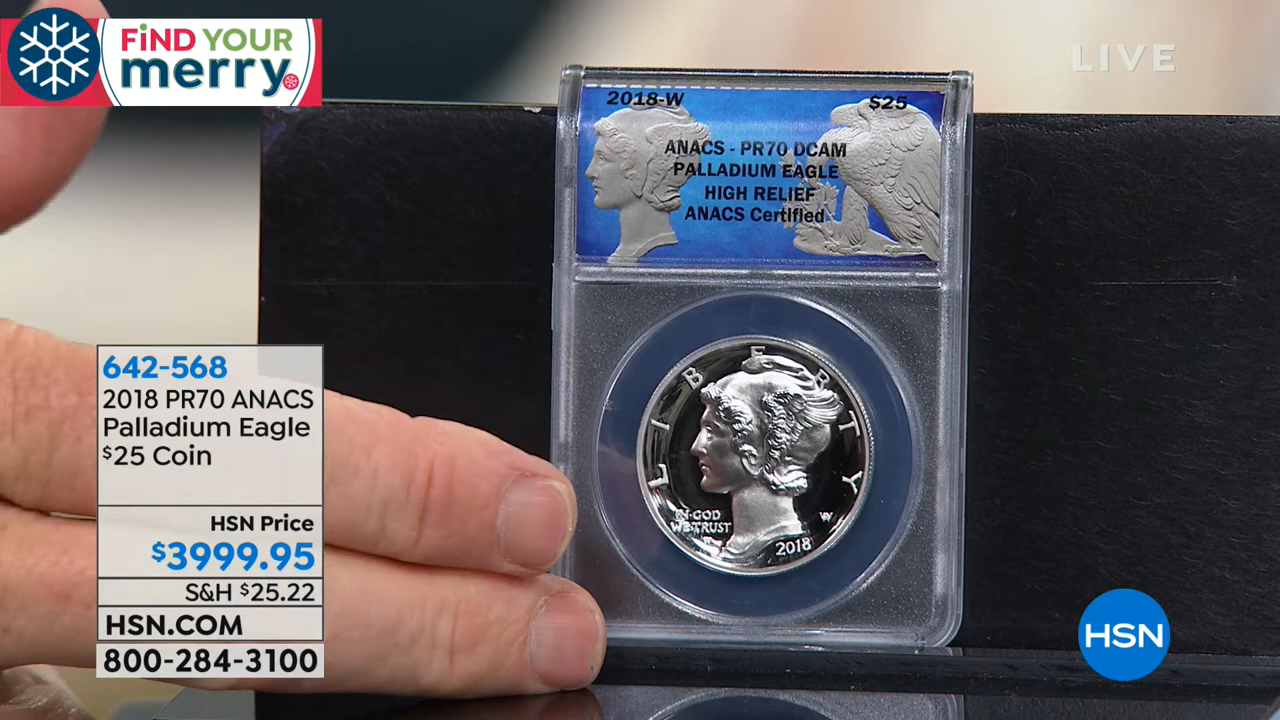 FiND YOUR
merry.
LIVE
2018-W $25
ANACS - PR70 DCAM
PALLADIUM EAGLE
HIGH RELIEF
ANACS Certified
LIBERTY
IN·GOD
WE TRUST
W
2018
642-568
2018 PR70 ANACS
Palladium Eagle
$25 Coin
HSN Price
$3999.95
S&H $25.22
HSN.COM
800-284-3100
HSN